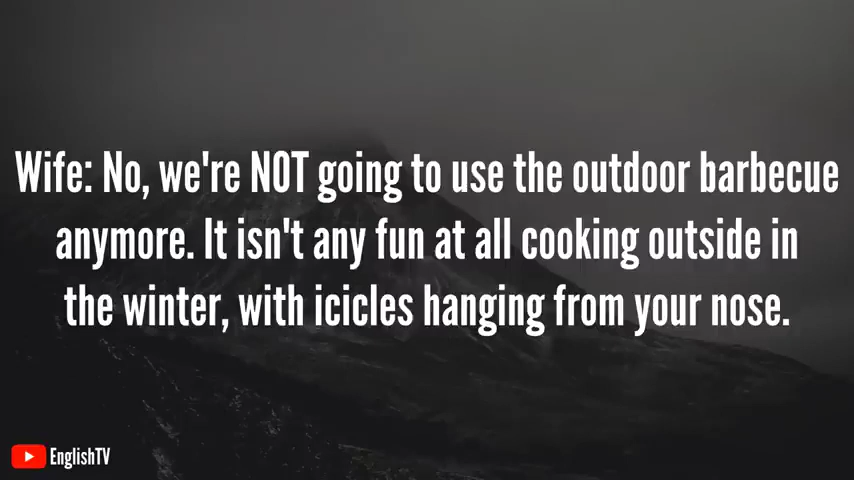 Wife: No, we're NOT going to use the outdoor barbecue
anymore. It isn't any fun at all cooking outside in
the winter, with icicles hanging from your nose.
EnglishTV